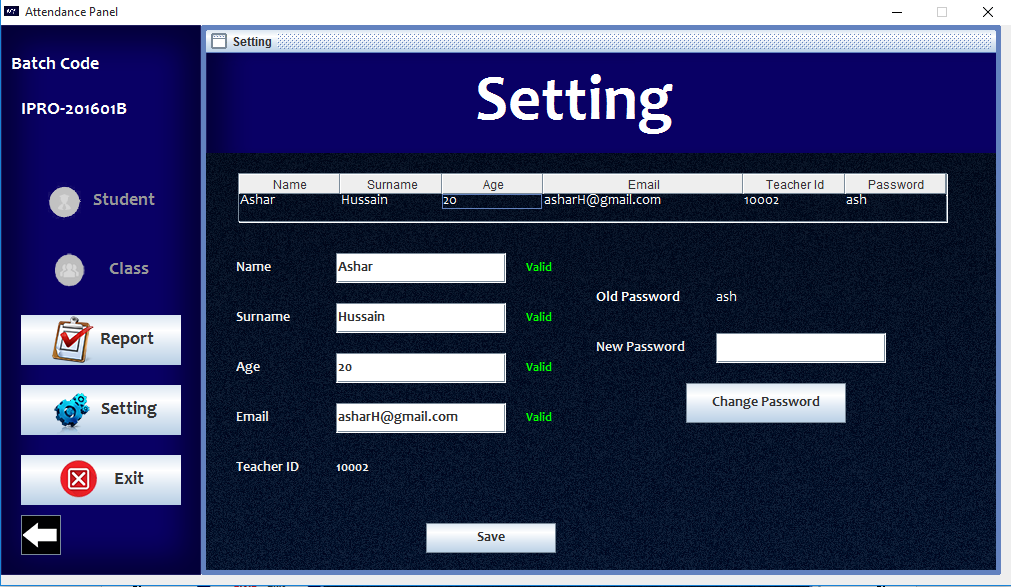 Attendance Panel
Batch Code
IPRO-201601B
Student
Class
Report
Setting
Exit
Setting
Setting
Name Surname Age Email Teacher Id Password
Ashar Hussain 20 asharH@gmail.com 10002 ash
Name Ashar Valid
Surname Hussain Valid
Age 20 Valid
Email asharH@gmail.com Valid
Teacher ID 10002
Old Password ash
New Password
Change Password
Save